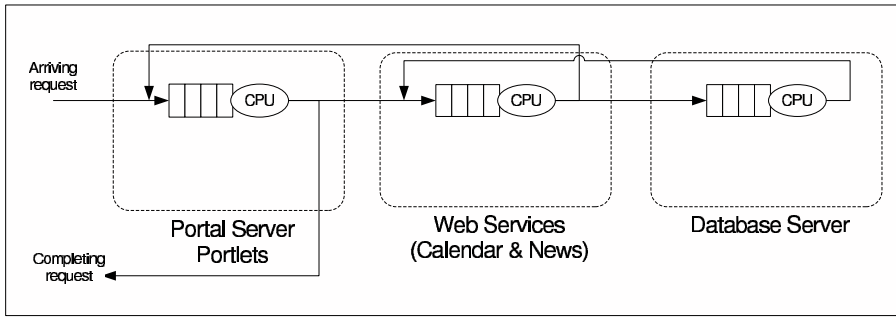 Arriving
request
CPU
CPU
CPU
Portal Server
Portlets
Web Services
(Calendar & News)
Database Server
Completing
request